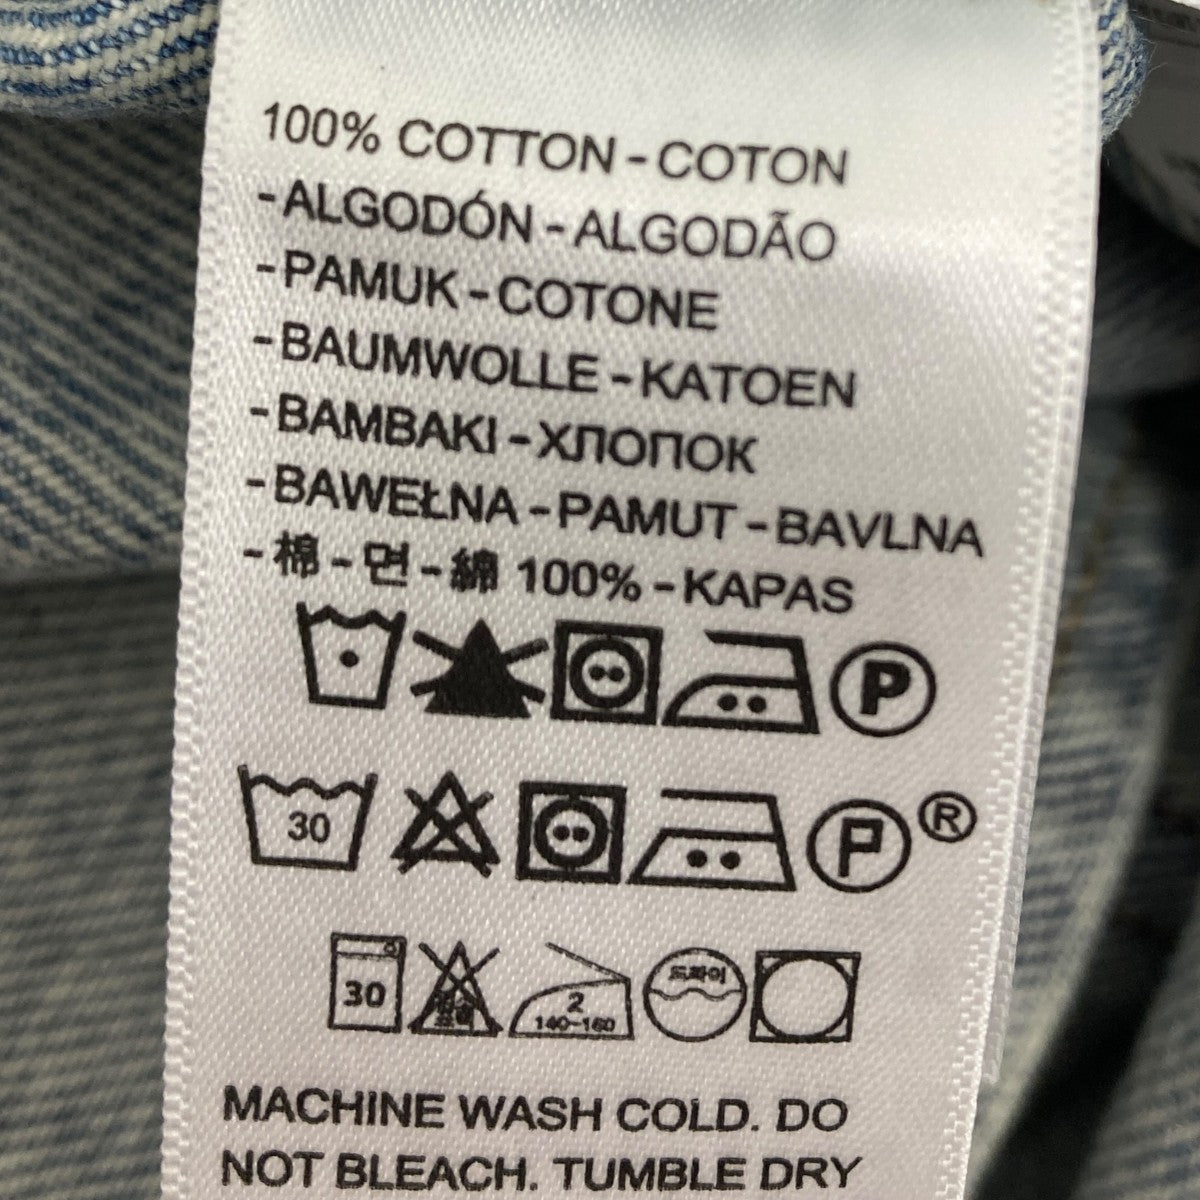 100% COTTON - COTON
- ALGODÓN - ALGODÃO
- PAMUK - COTONE
- BAUMWOLLE - KATOEN
- BAMBAKI - ХЛОПОК
- BAWEŁNA - PAMUT - BAVLNA
- 棉 - 면 - 綿 100% - KAPAS
P
30 P ®
30 2 140~160 드라이
MACHINE WASH COLD. DO
NOT BLEACH. TUMBLE DRY